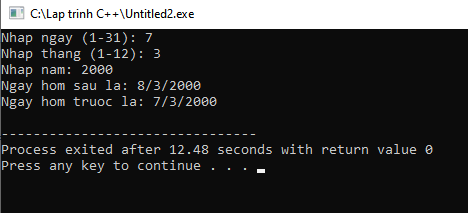 C:\Lap trinh C++\Untitled2.exe
Nhap ngay (1-31): 7
Nhap thang (1-12): 3
Nhap nam: 2000
Ngay hom sau la: 8/3/2000
Ngay hom truoc la: 7/3/2000
--------------------------------
Process exited after 12.48 seconds with return value 0
Press any key to continue . . .